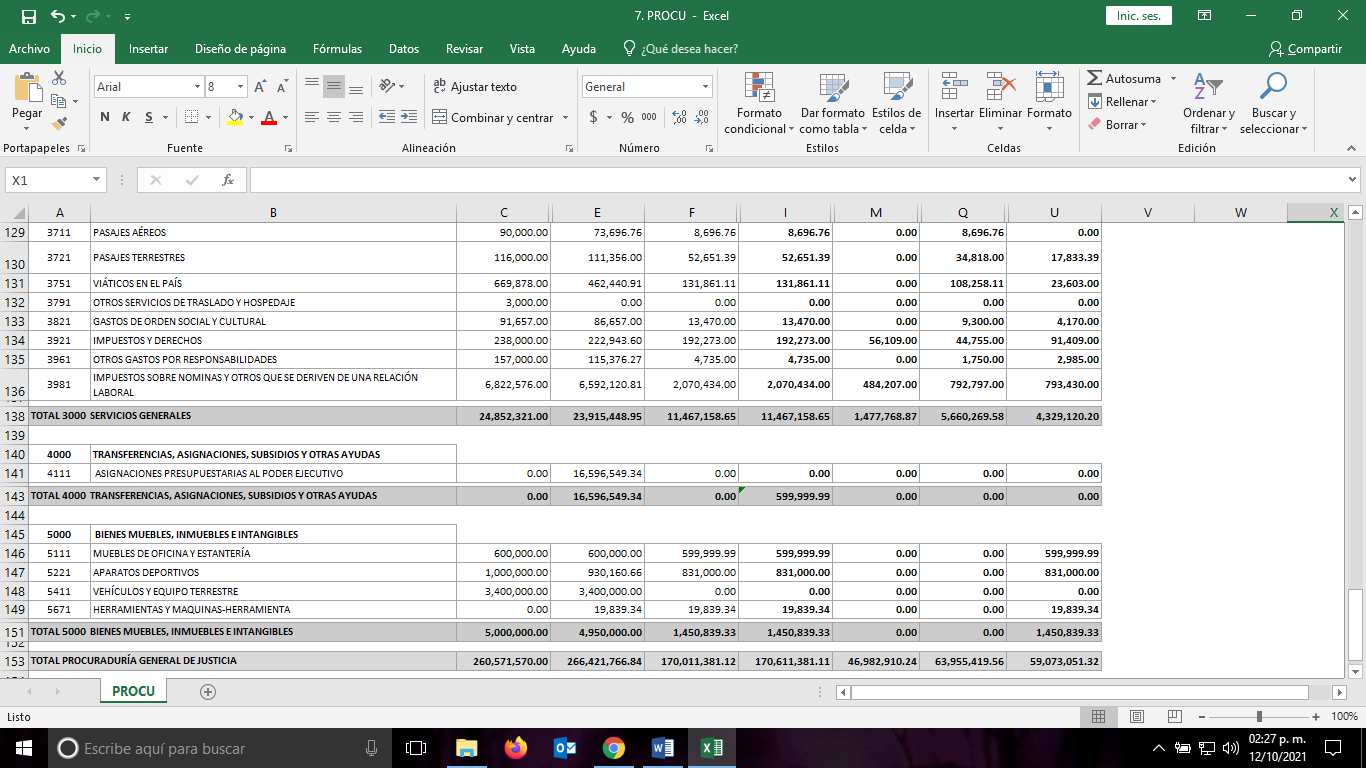 7. PROCU - Excel
Inic. ses.
Archivo Inicio Insertar Diseño de página Fórmulas Datos Revisar Vista Ayuda ¿Qué desea hacer? Compartir
Pegar
Arial 8 A A
N K S A
ab Ajustar texto
Combinar y centrar
General
$ % 000
Formato condicional
Dar formato como tabla
Estilos de celda
Insertar Eliminar Formato
Autosuma
Rellenar
Borrar
Ordenar y filtrar
Buscar y seleccionar
Portapapeles Fuente Alineación Número Estilos Celdas Edición
X1 fx
A B C E F I M Q U V W X
129 3711 PASAJES AÉREOS 90,000.00 73,696.76 8,696.76 8,696.76 0.00 8,696.76 0.00
130 3721 PASAJES TERRESTRES 116,000.00 111,356.00 52,651.39 52,651.39 0.00 34,818.00 17,833.39
131 3751 VIÁTICOS EN EL PAÍS 669,878.00 462,440.91 131,861.11 131,861.11 0.00 108,258.11 23,603.00
132 3791 OTROS SERVICIOS DE TRASLADO Y HOSPEDAJE 3,000.00 0.00 0.00 0.00 0.00 0.00 0.00
133 3821 GASTOS DE ORDEN SOCIAL Y CULTURAL 91,657.00 86,657.00 13,470.00 13,470.00 0.00 9,300.00 4,170.00
134 3921 IMPUESTOS Y DERECHOS 238,000.00 222,943.60 192,273.00 192,273.00 56,109.00 44,755.00 91,409.00
135 3961 OTROS GASTOS POR RESPONSABILIDADES 157,000.00 115,376.27 4,735.00 4,735.00 0.00 1,750.00 2,985.00
136 3981 IMPUESTOS SOBRE NOMINAS Y OTROS QUE SE DERIVEN DE UNA RELACIÓN LABORAL 6,822,576.00 6,592,120.81 2,070,434.00 2,070,434.00 484,207.00 792,797.00 793,430.00
138 TOTAL 3000 SERVICIOS GENERALES 24,852,321.00 23,915,448.95 11,467,158.65 11,467,158.65 1,477,768.87 5,660,269.58 4,329,120.20
139
140 4000 TRANSFERENCIAS, ASIGNACIONES, SUBSIDIOS Y OTRAS AYUDAS
141 4111 ASIGNACIONES PRESUPUESTARIAS AL PODER EJECUTIVO 0.00 16,596,549.34 0.00 0.00 0.00 0.00 0.00
143 TOTAL 4000 TRANSFERENCIAS, ASIGNACIONES, SUBSIDIOS Y OTRAS AYUDAS 0.00 16,596,549.34 0.00 599,999.99 0.00 0.00 0.00
144
145 5000 BIENES MUEBLES, INMUEBLES E INTANGIBLES
146 5111 MUEBLES DE OFICINA Y ESTANTERÍA 600,000.00 600,000.00 599,999.99 599,999.99 0.00 0.00 599,999.99
147 5221 APARATOS DEPORTIVOS 1,000,000.00 930,160.66 831,000.00 831,000.00 0.00 0.00 831,000.00
148 5411 VEHÍCULOS Y EQUIPO TERRESTRE 3,400,000.00 3,400,000.00 0.00 0.00 0.00 0.00 0.00
149 5671 HERRAMIENTAS Y MAQUINAS-HERRAMIENTA 0.00 19,839.34 19,839.34 19,839.34 0.00 0.00 19,839.34
151 TOTAL 5000 BIENES MUEBLES, INMUEBLES E INTANGIBLES 5,000,000.00 4,950,000.00 1,450,839.33 1,450,839.33 0.00 0.00 1,450,839.33
153 TOTAL PROCURADURÍA GENERAL DE JUSTICIA 260,571,570.00 266,421,766.84 170,011,381.12 170,611,381.11 46,982,910.24 63,955,419.56 59,073,051.32
PROCU
Listo 100%
Escribe aquí para buscar
02:27 p. m.
12/10/2021